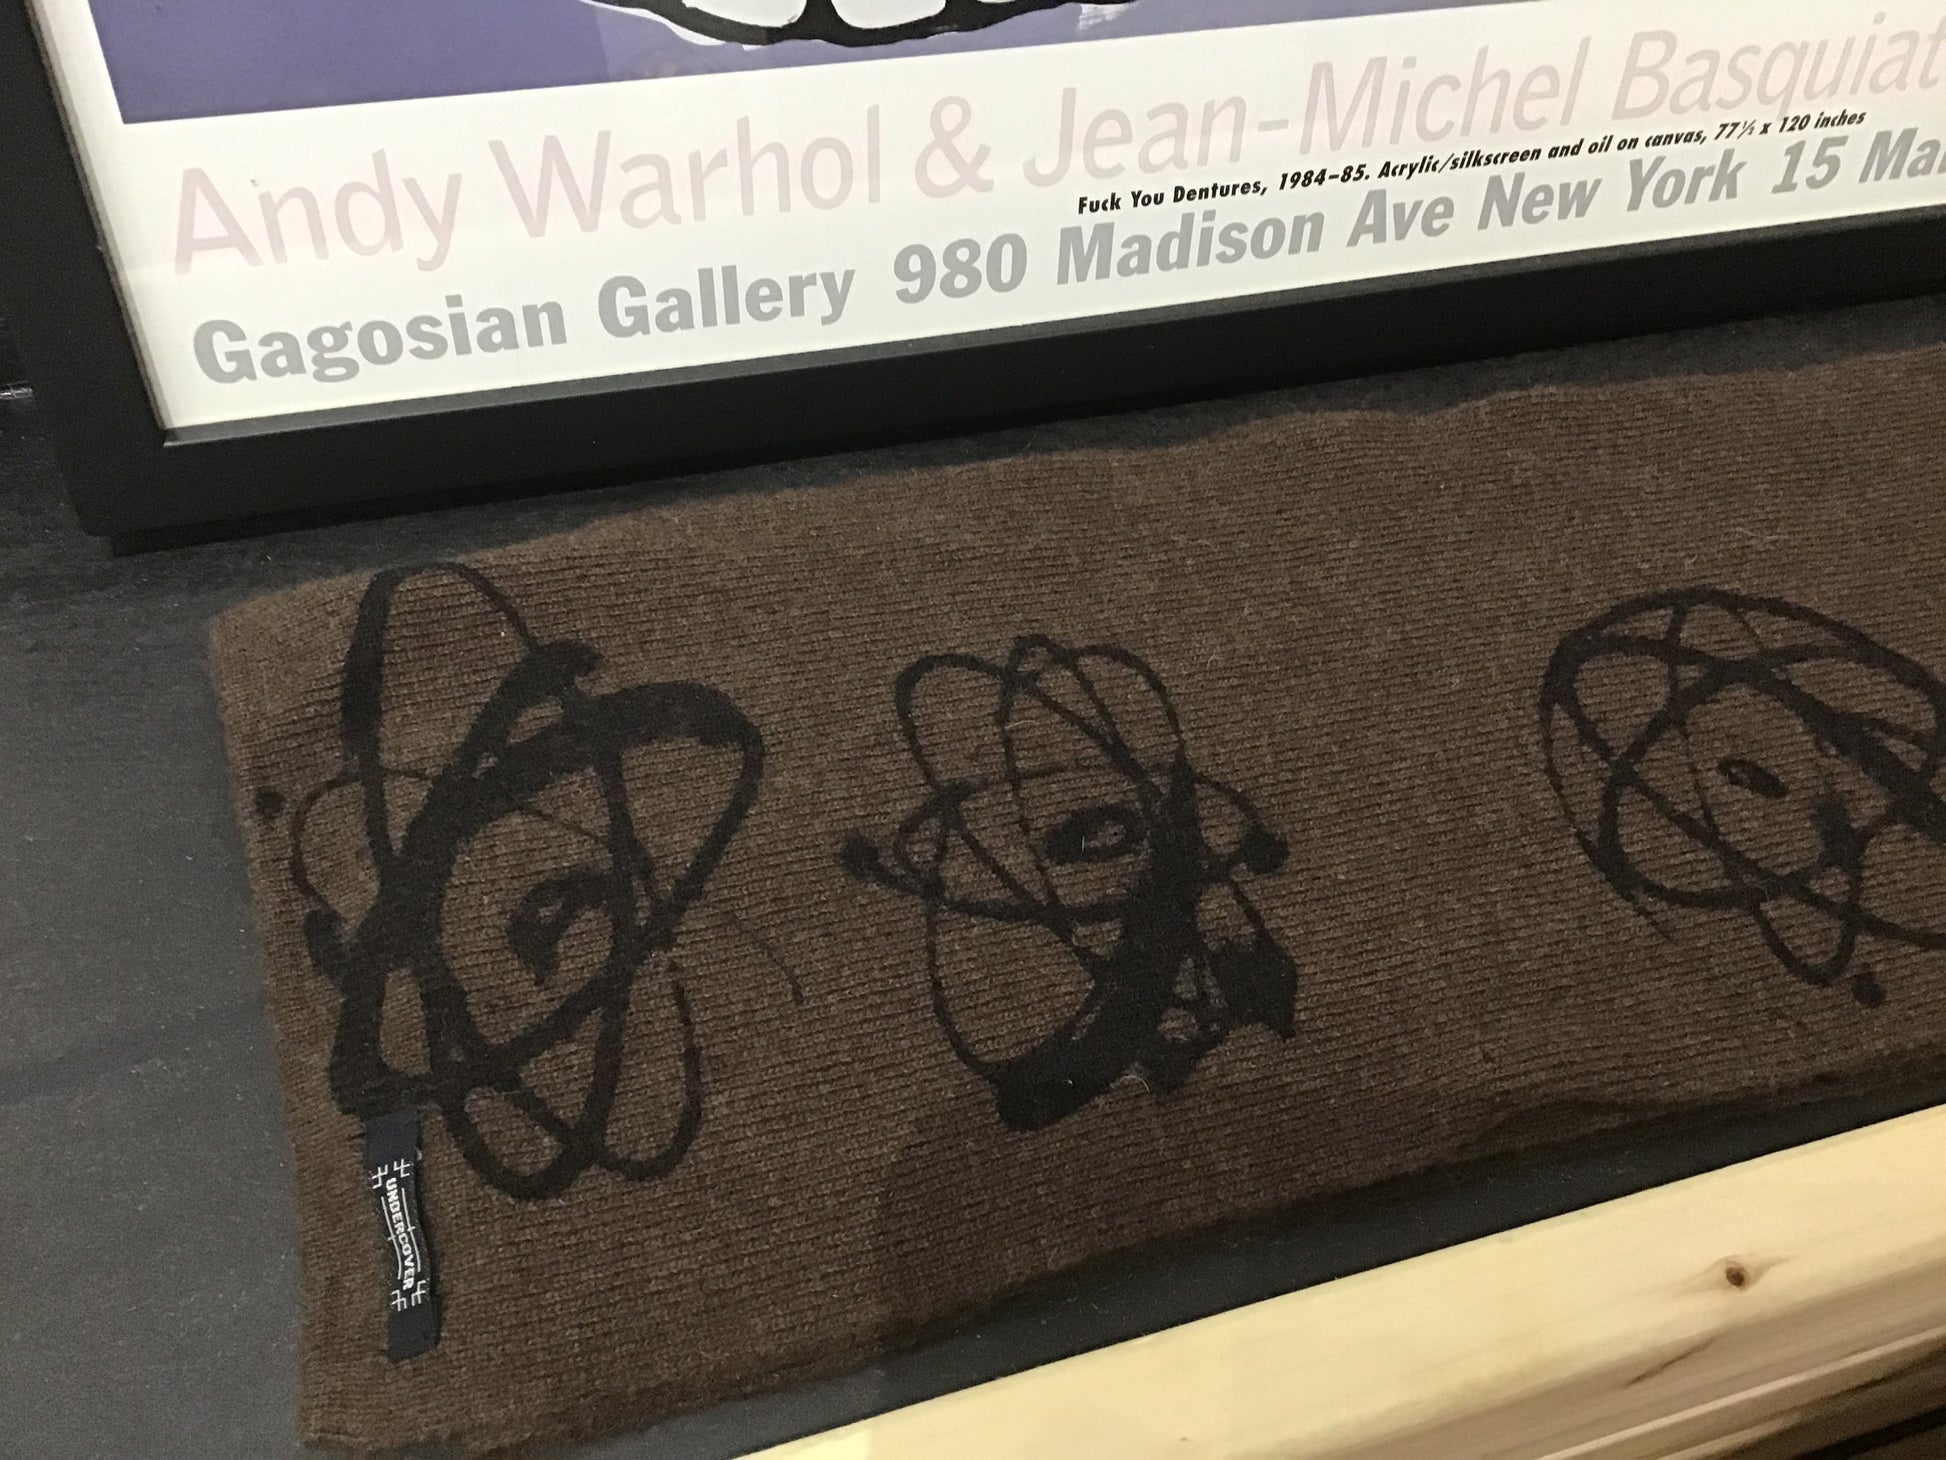 Andy Warhol & Jean-Michel Basquiat
Fuck You Dentures, 1984-85. Acrylic/silkscreen and oil on canvas, 77½ x 120 inches
Gagosian Gallery 980 Madison Ave New York 15 Ma
UNDERCOVER